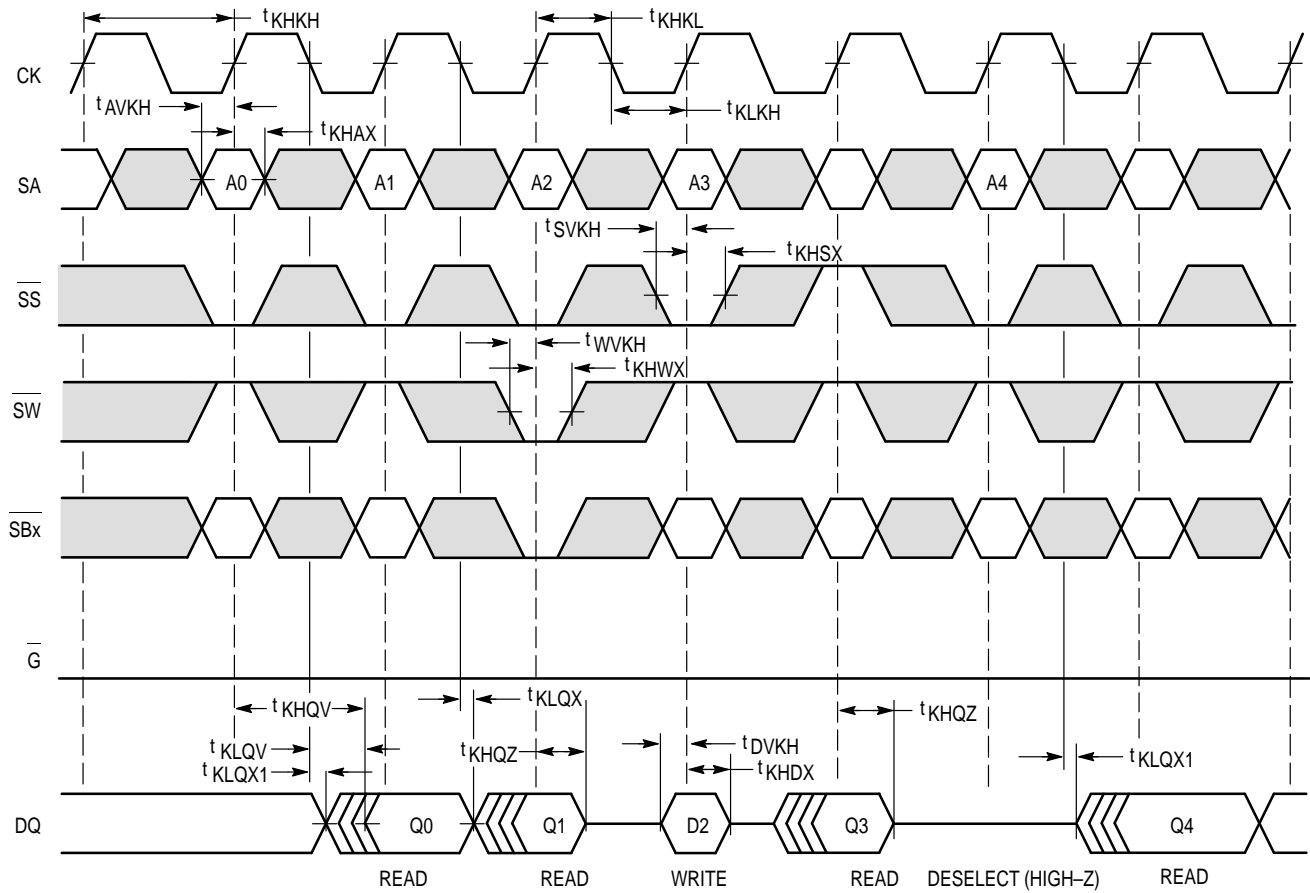 t KHKH
t KHKL
CK
t AVKH
t KLKH
t KHAX
SA
A0
A1
A2
A3
A4
t SVKH
t KHSX
SS
t WVKH
t KHWX
SW
SBx
G
t KHQV
t KLQX
t KHQZ
t KLQV
t KHQZ
t DVKH
t KLQX1
t KLQX1
t KHDX
DQ
Q0
Q1
D2
Q3
Q4
READ
READ
WRITE
READ
DESELECT (HIGH–Z)
READ